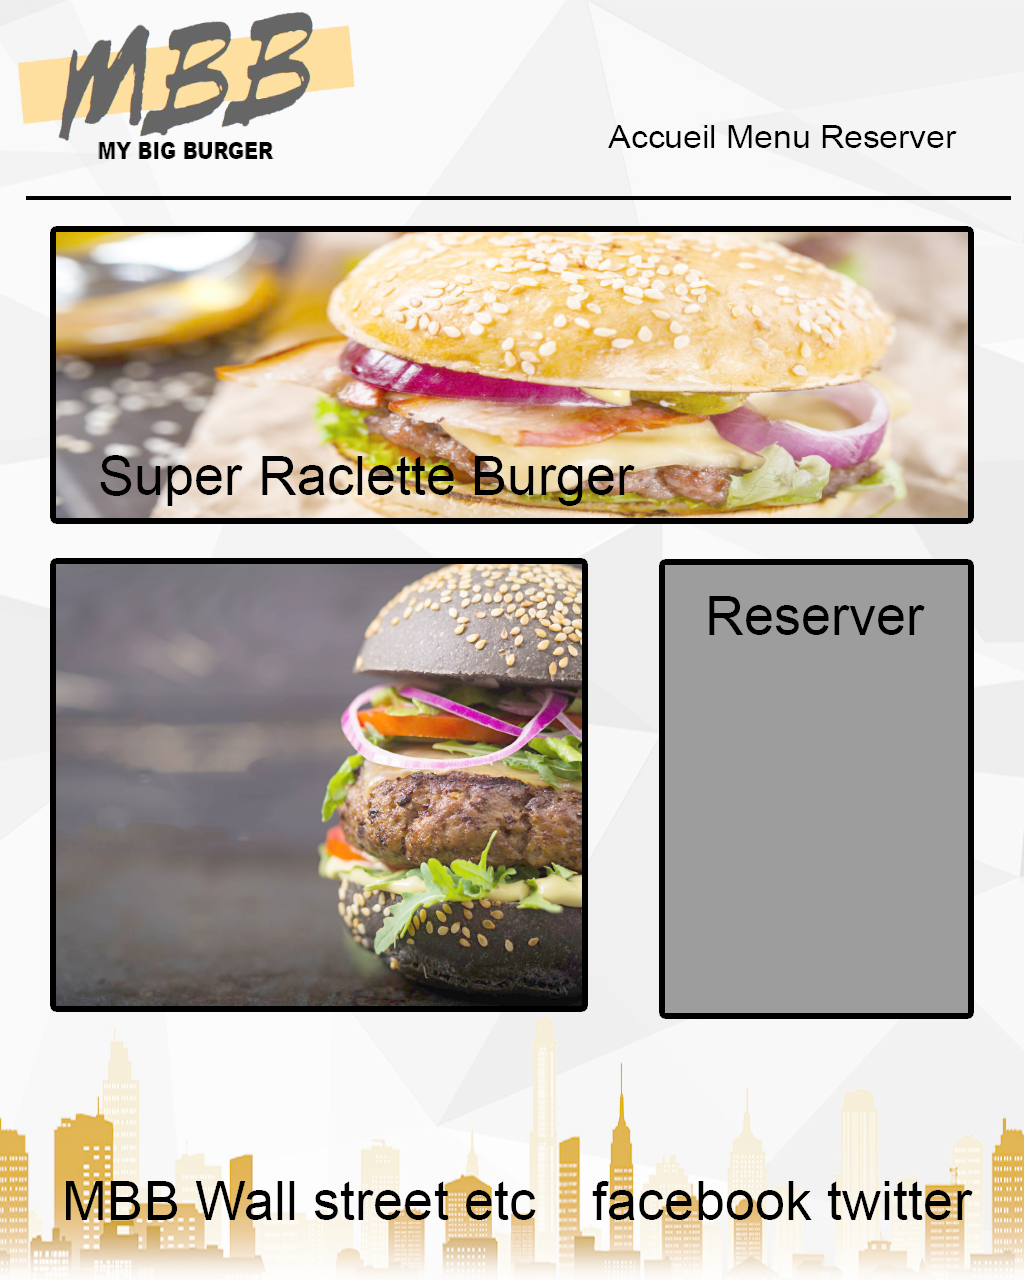 MBB
MY BIG BURGER
Accueil Menu Reserver
Super Raclette Burger
Reserver
MBB Wall street etc
facebook twitter